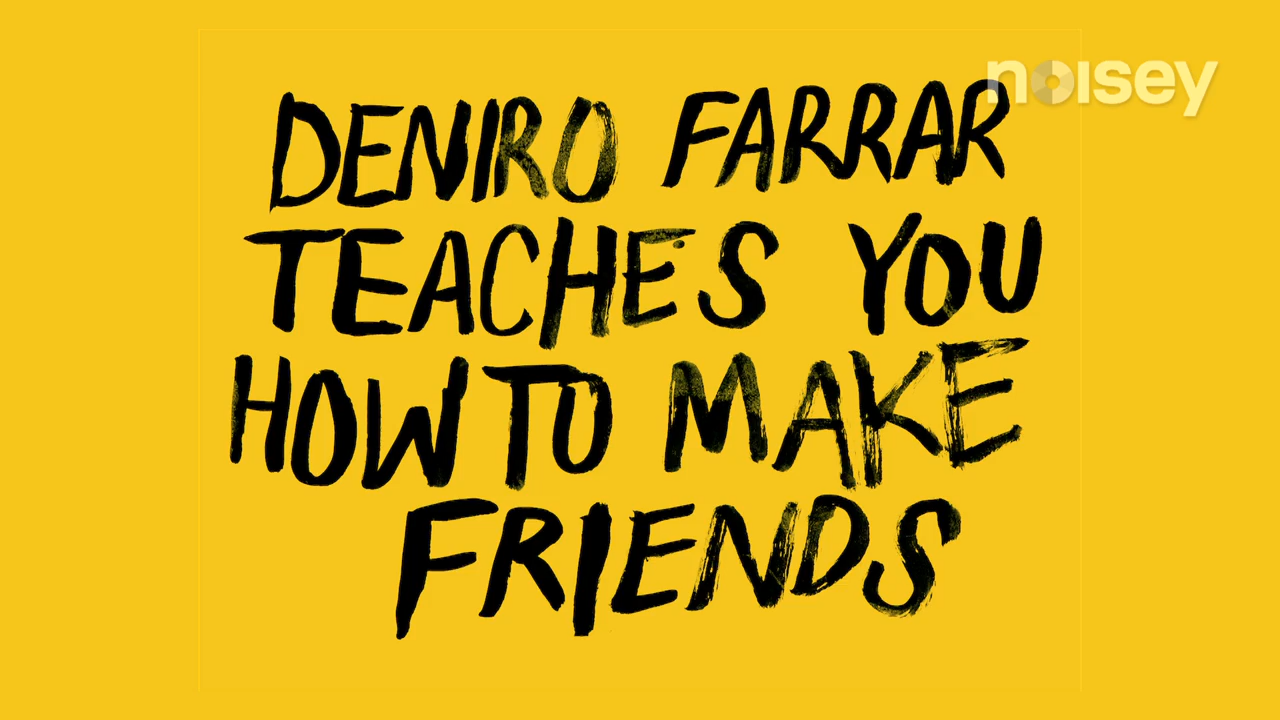 noisey
DENIRO FARRAR
TEACHES YOU
HOW TO MAKE
FRIENDS